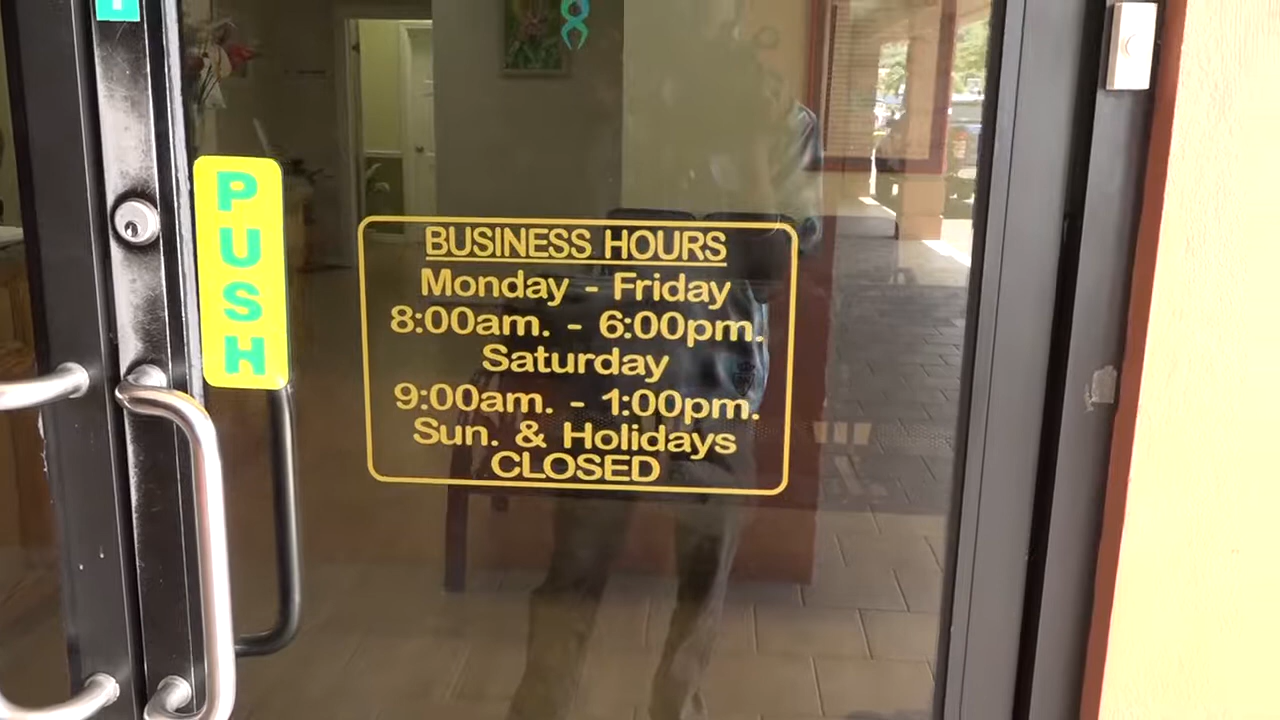 PUSH
BUSINESS HOURS
Monday - Friday
8:00am. - 6:00pm.
Saturday
9:00am. - 1:00pm.
Sun. & Holidays
CLOSED